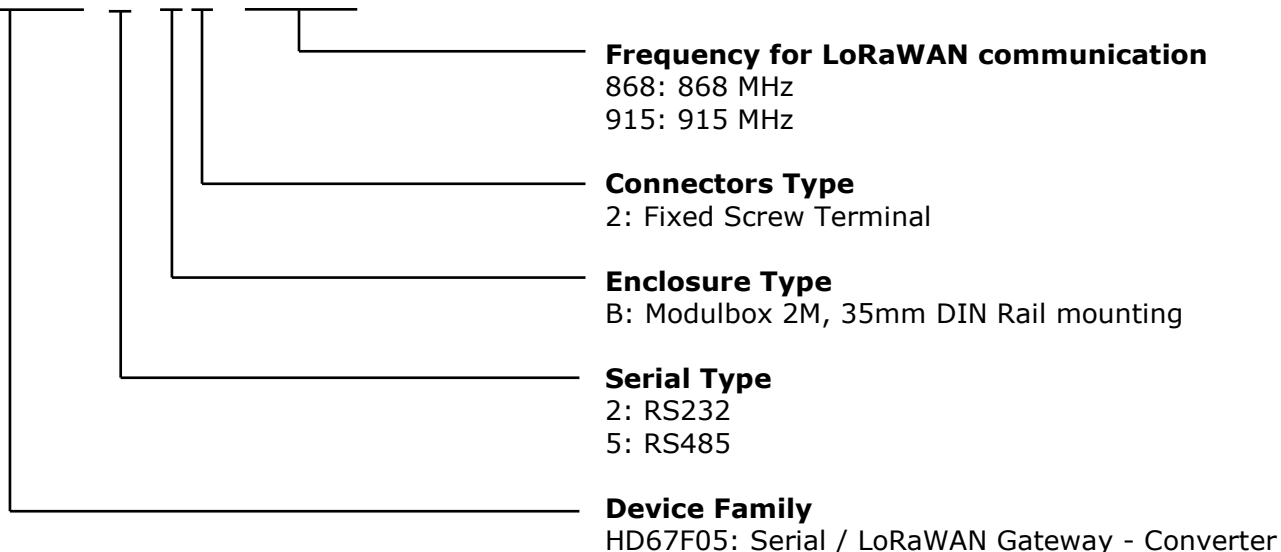 Frequency for LoRaWAN communication
868: 868 MHz
915: 915 MHz
Connectors Type
2: Fixed Screw Terminal
Enclosure Type
B: Modulbox 2M, 35mm DIN Rail mounting
Serial Type
2: RS232
5: RS485
Device Family
HD67F05: Serial / LoRaWAN Gateway - Converter